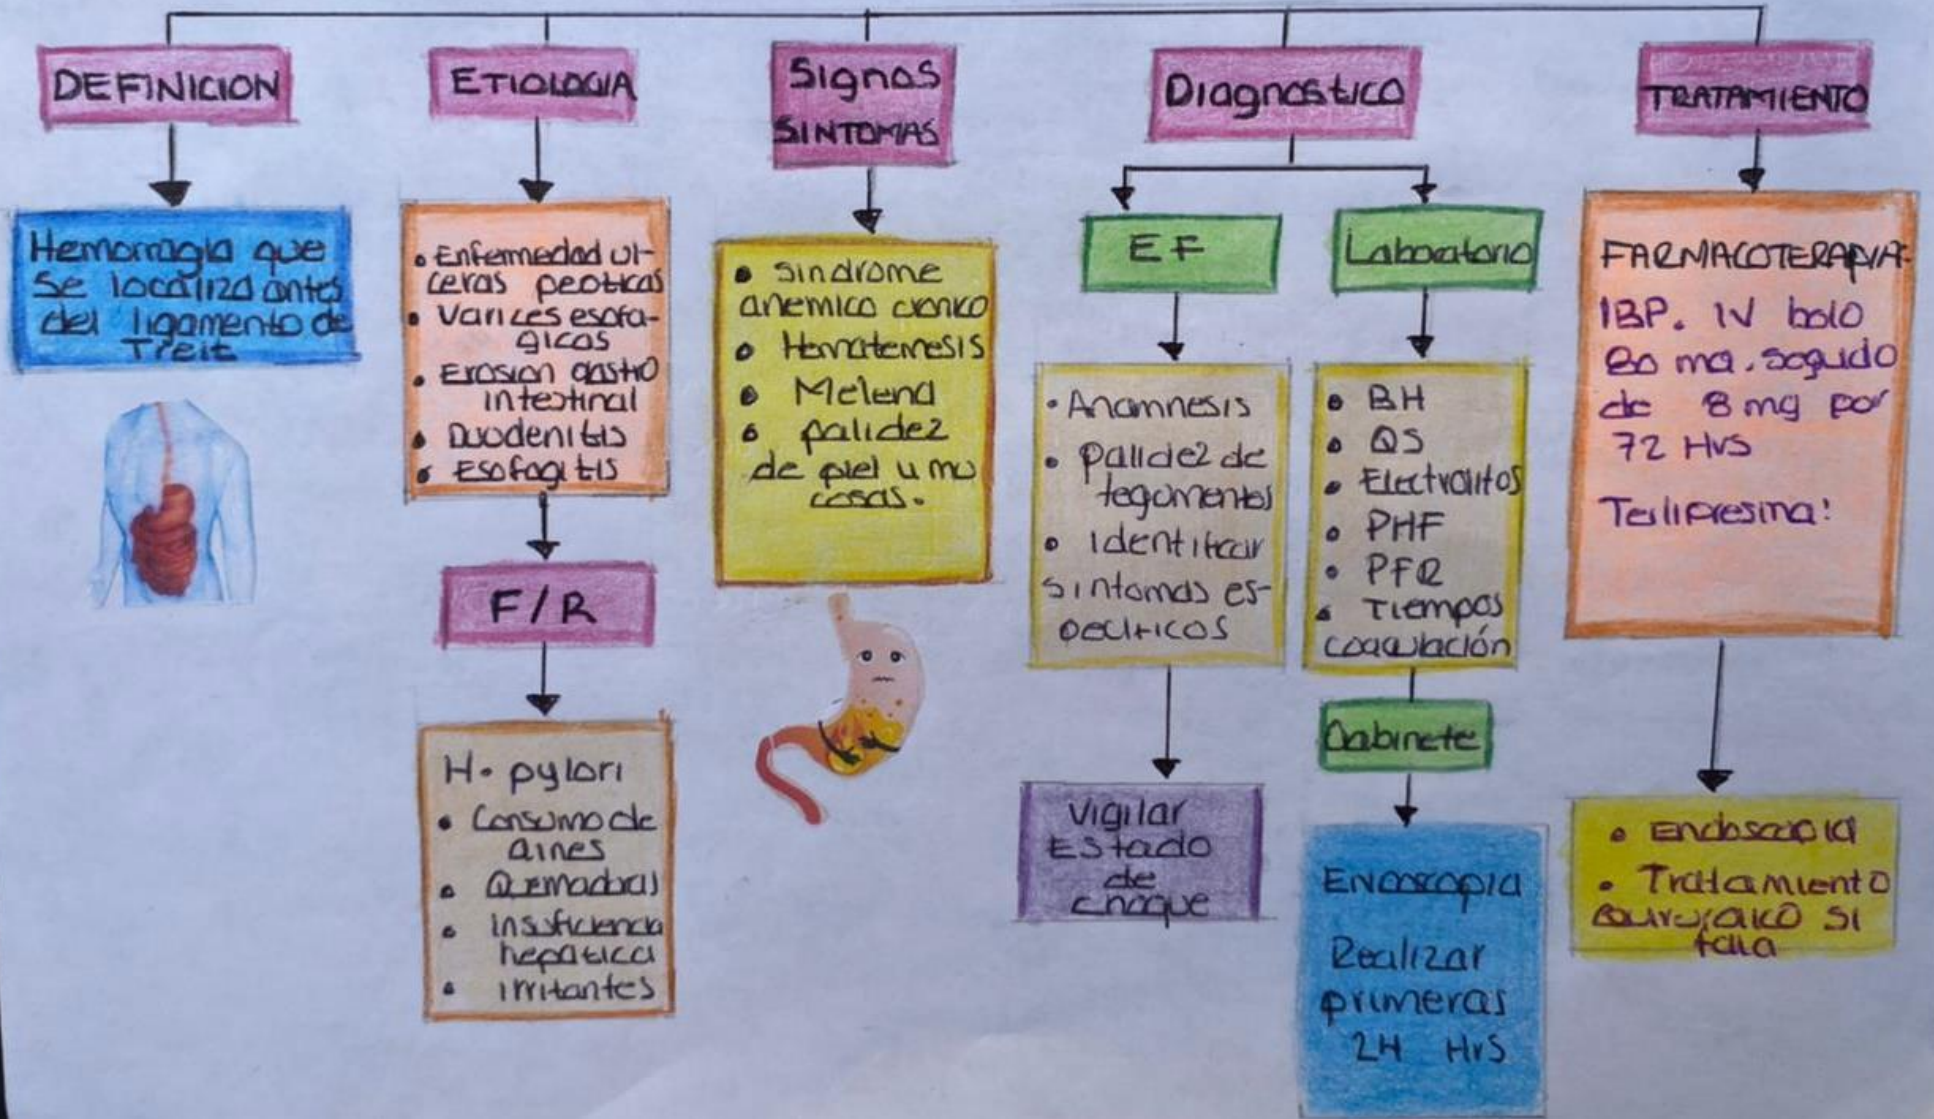 DEFINICION
Hemorragia que
se localiza antes
del ligamento de
Treit
ETIOLOGIA
• Enfermedad ul-
ceras pepticas
• Varices esofa-
gicas
• Erosion gastro
intestinal
• Duodenitis
• Esofagitis
F/R
H. pylori
• Consumo de
aines
• Quemaduras
• Insuficiencia
hepatica
• irritantes
Signos
SINTOMAS
• sindrome
anemico cronico
• Hematemesis
• Melena
• palidez
de piel y mu
cosas.
Diagnostico
EF
• Anamnesis
• palidez de
tegumentos
• identificar
sintomas es-
pecificos
Vigilar
Estado
de
choque
Laboratorio
• BH
• QS
• Electrolitos
• PHF
• PFR
• Tiempos
coagulación
Gabinete
Endoscopia
Realizar
primeras
24 Hrs
TRATAMIENTO
FARMACOTERAPIA:
IBP. IV bolo
80 mg. seguido
de 8 mg por
72 Hrs
Terlipresina!
• Endoscopia
• Tratamiento
quirurgico si
falla